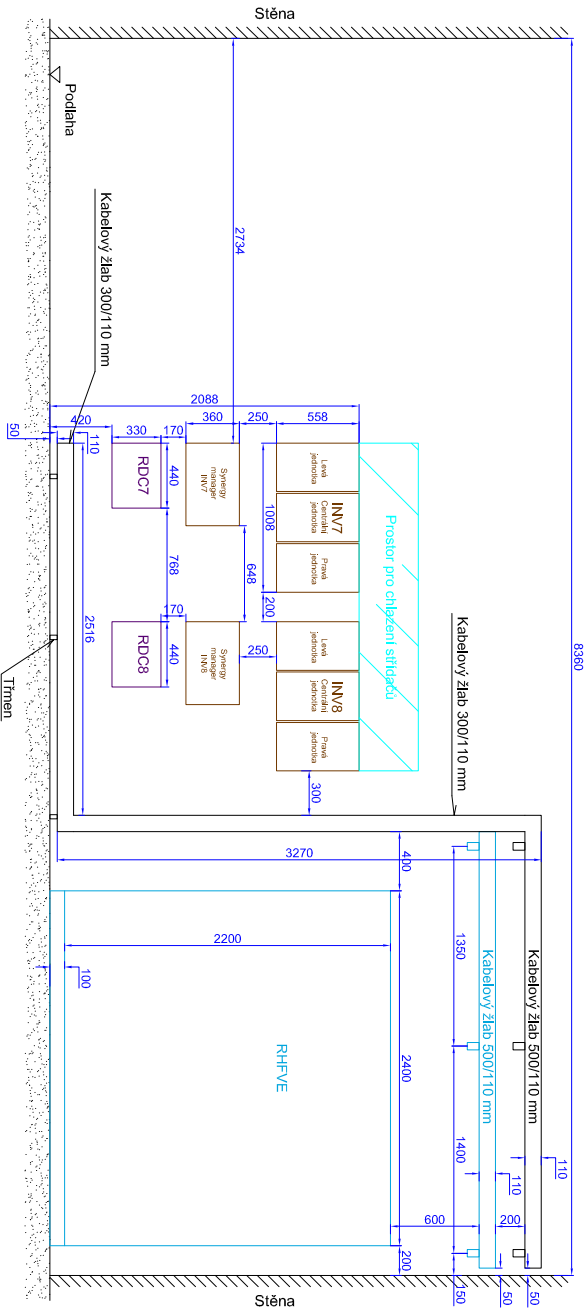 Stěna
8360
Podlaha
Kabelový žlab 300/110 mm
2734
2088
50
420
110
330
170
360
250
558
Prostor pro chlazení střídačů
Levá
jednotka
INV7
Centrální
jednotka
Pravá
jednotka
1008
200
Levá
jednotka
INV8
Centrální
jednotka
Pravá
jednotka
300
Synergy
manager
INV7
648
250
Synergy
manager
INV8
RDC7
440
768
170
440
RDC8
2516
Třmen
Kabelový žlab 300/110 mm
3270
400
2200
100
RHFVE
2400
200
600
1350
1400
150
Kabelový žlab 500/110 mm
Kabelový žlab 500/110 mm
110
110
200
50
50
Stěna